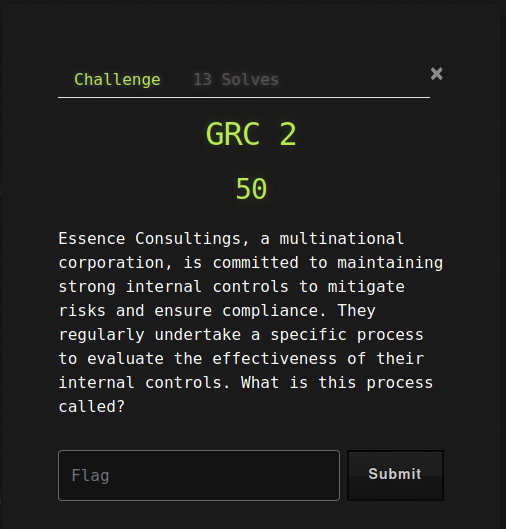 Challenge 13 Solves ×
GRC 2
50
Essence Consultings, a multinational
corporation, is committed to maintaining
strong internal controls to mitigate
risks and ensure compliance. They
regularly undertake a specific process
to evaluate the effectiveness of their
internal controls. What is this process
called?
Flag Submit